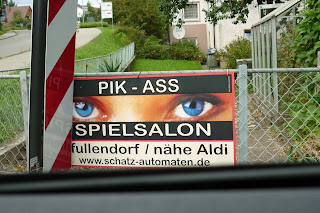 PIK - ASS
SPIELSALON
fullendorf / nähe Aldi
www.schatz-automaten.de